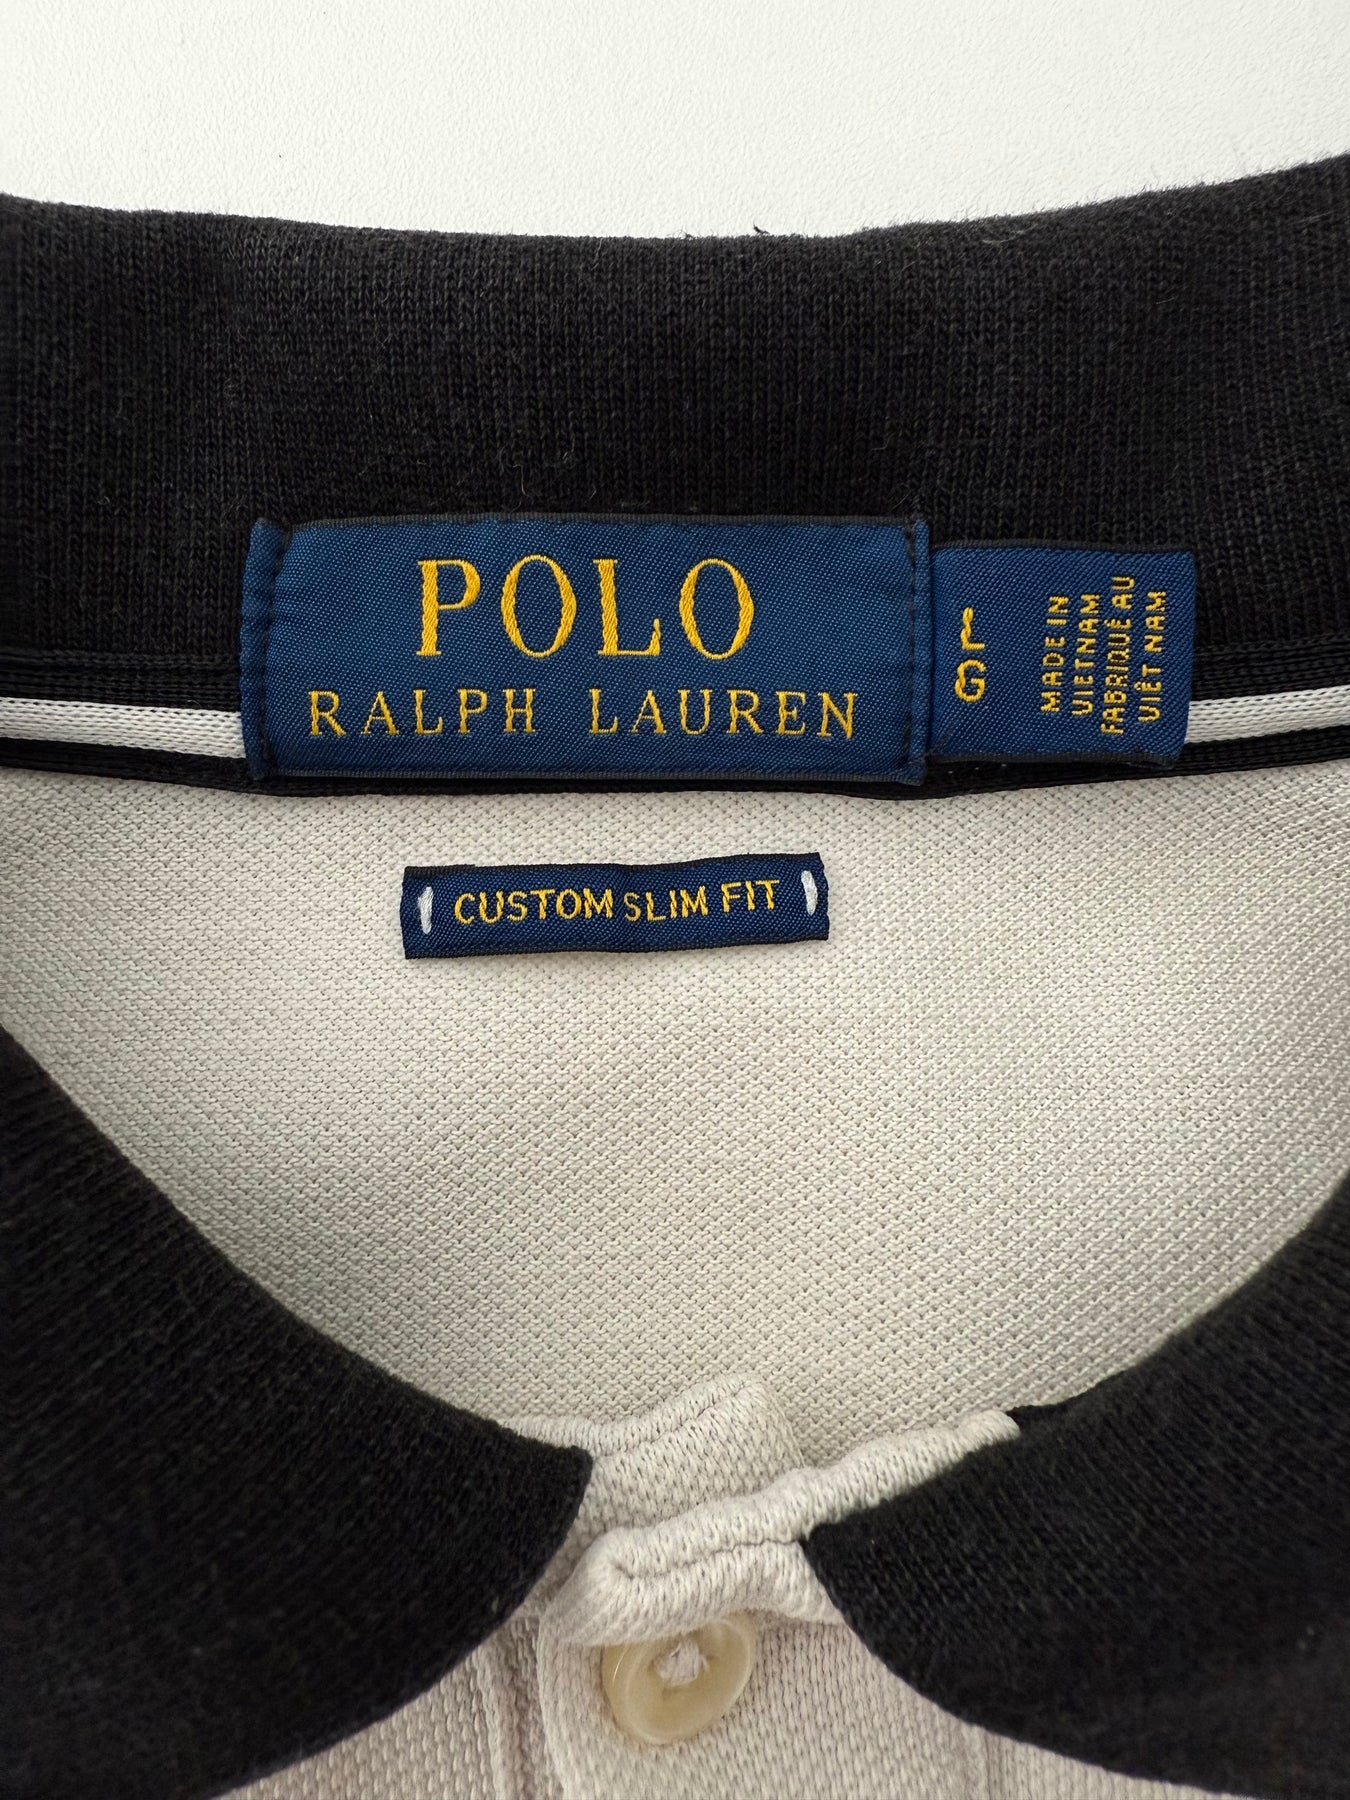 POLO
RALPH LAUREN
L
G
MADE IN
VIETNAM
FABRIQUÉ AU
VIÊT NAM
CUSTOM SLIM FIT